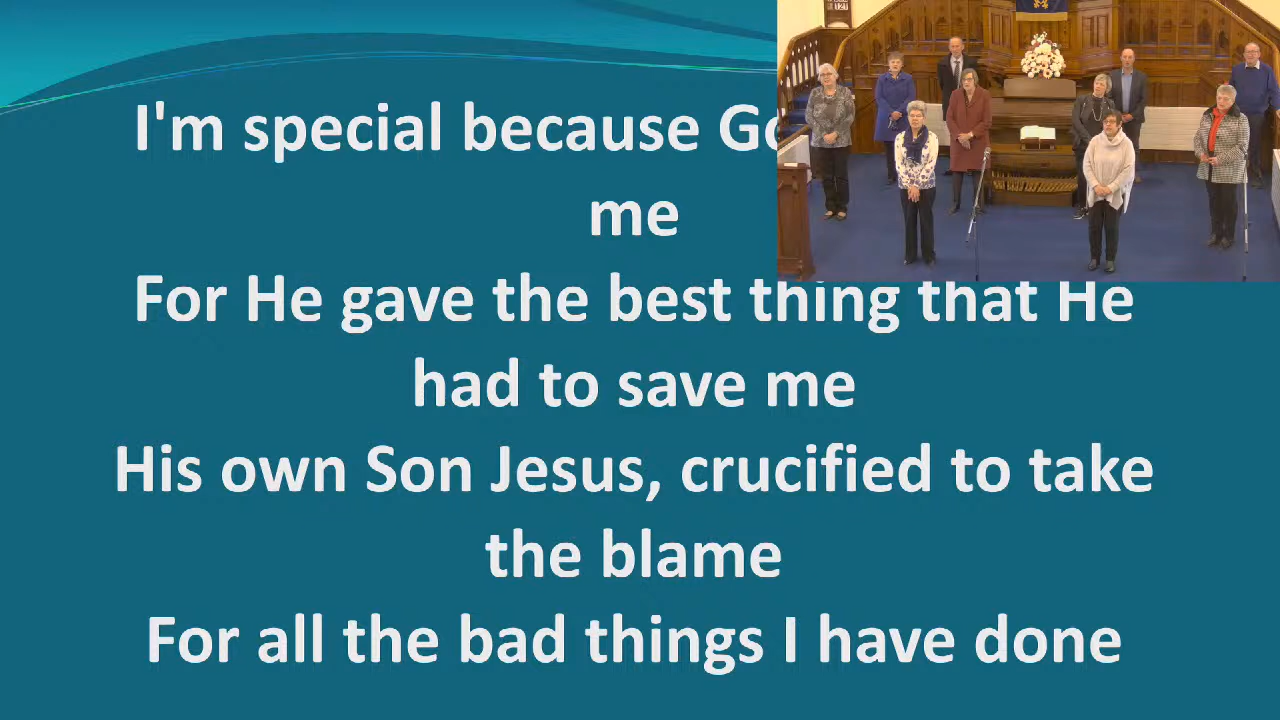 I'm special because
me
For He gave the best thing that He
had to save me
His own Son Jesus, crucified to take
the blame
For all the bad things I have done